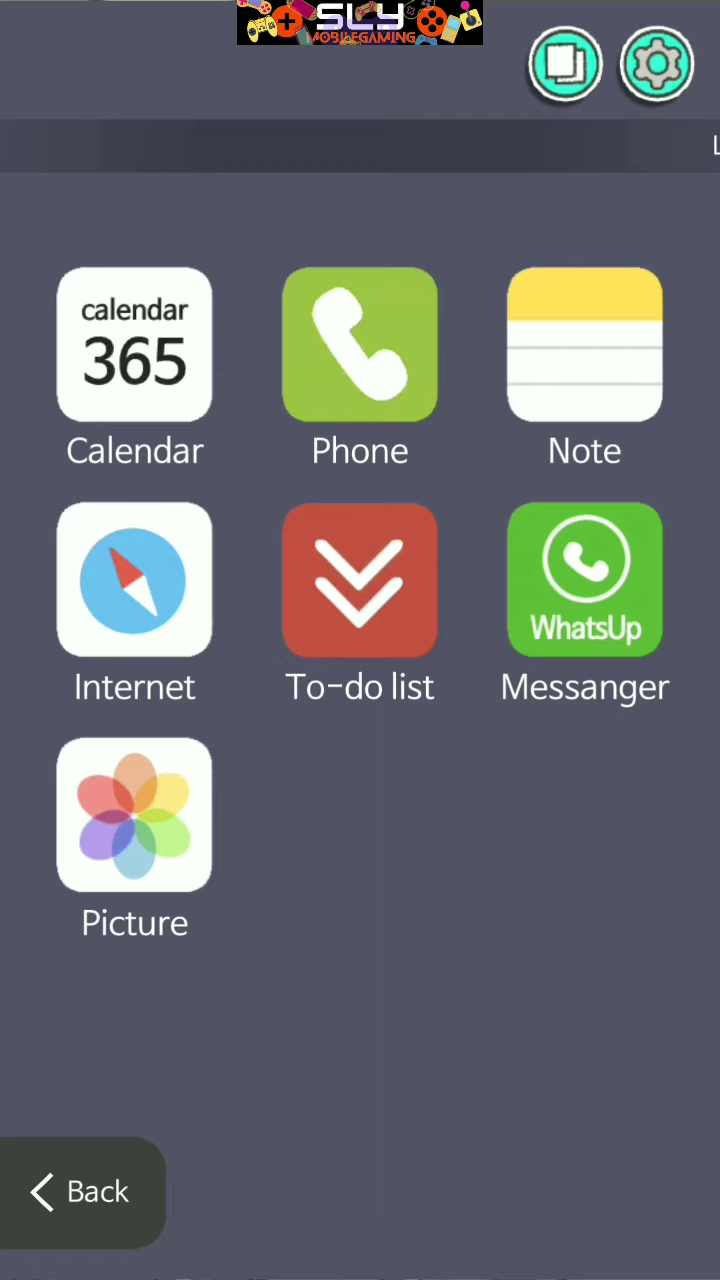 SLY
MOBILEGAMING
L
calendar
365
Calendar
Phone
Note
Internet
To-do list
WhatsUp
Messanger
Picture
Back